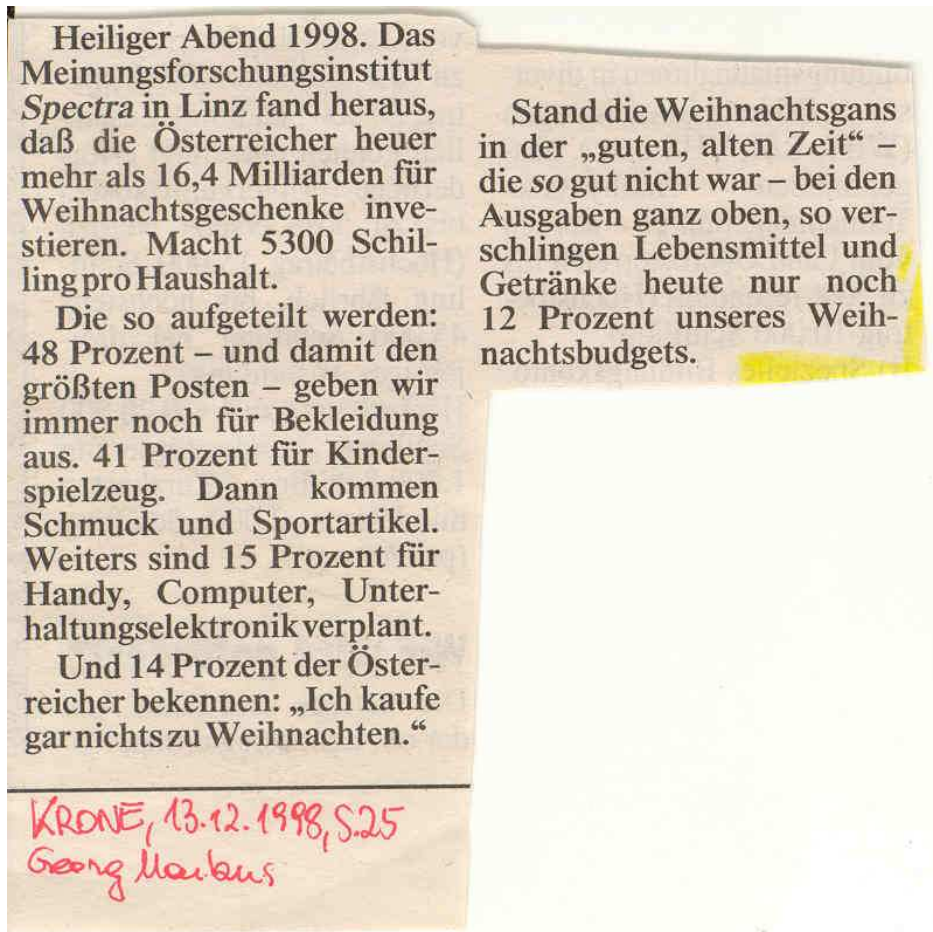 Heiliger Abend 1998. Das
Meinungsforschungsinstitut
Spectra in Linz fand heraus,
daß die Österreicher heuer
mehr als 16,4 Milliarden für
Weihnachtsgeschenke inve-
stieren. Macht 5300 Schil-
ling pro Haushalt.
Die so aufgeteilt werden:
48 Prozent – und damit den
größten Posten – geben wir
immer noch für Bekleidung
aus. 41 Prozent für Kinder-
spielzeug. Dann kommen
Schmuck und Sportartikel.
Weiters sind 15 Prozent für
Handy, Computer, Unter-
haltungselektronik verplant.
Und 14 Prozent der Öster-
reicher bekennen: „Ich kaufe
gar nichts zu Weihnachten.“
KRONE, 13.12.1998, S.25
Georg Markus
Stand die Weihnachtsgans
in der „guten, alten Zeit“ –
die so gut nicht war – bei den
Ausgaben ganz oben, so ver-
schlingen Lebensmittel und
Getränke heute nur noch
12 Prozent unseres Weih-
nachtsbudgets.